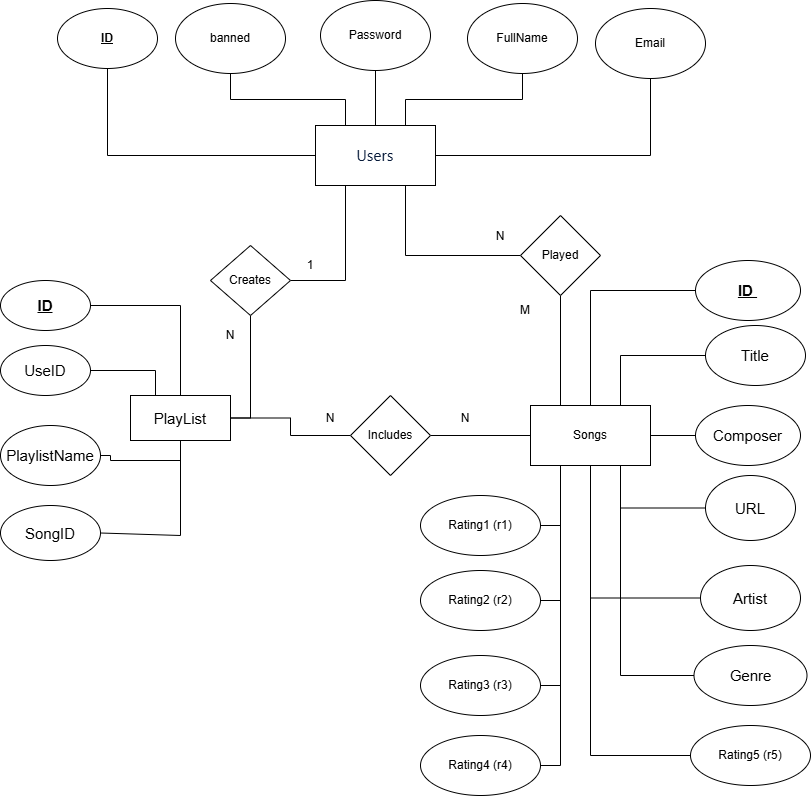 ID
banned
Password
FullName
Email
Users
N
Played
Creates
1
M
ID
ID
N
Title
UseID
PlayList
N
Includes
N
Songs
Composer
PlaylistName
URL
SongID
Rating1 (r1)
Rating2 (r2)
Artist
Rating3 (r3)
Genre
Rating4 (r4)
Rating5 (r5)